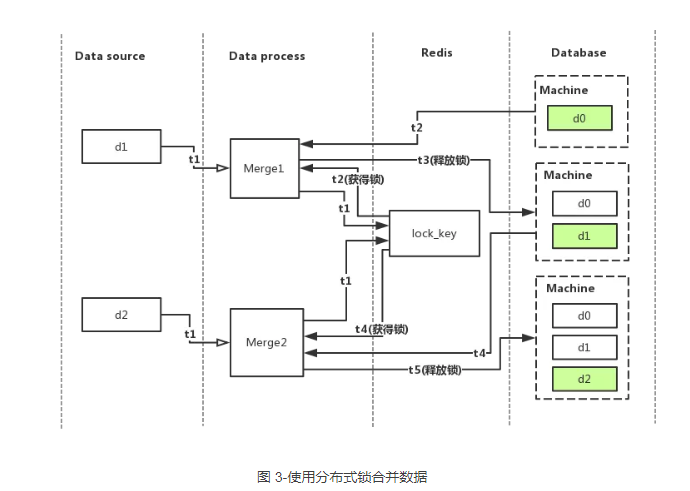 Data source
Data process
Redis
Database
Machine
d0
t2
d1
t1
Merge1
t3(释放锁)
t2(获得锁)
t1
Machine
d0
d1
lock_key
t1
Machine
d0
d1
d2
d2
t1
Merge2
t4(获得锁)
t4
t5(释放锁)
图 3-使用分布式锁合并数据